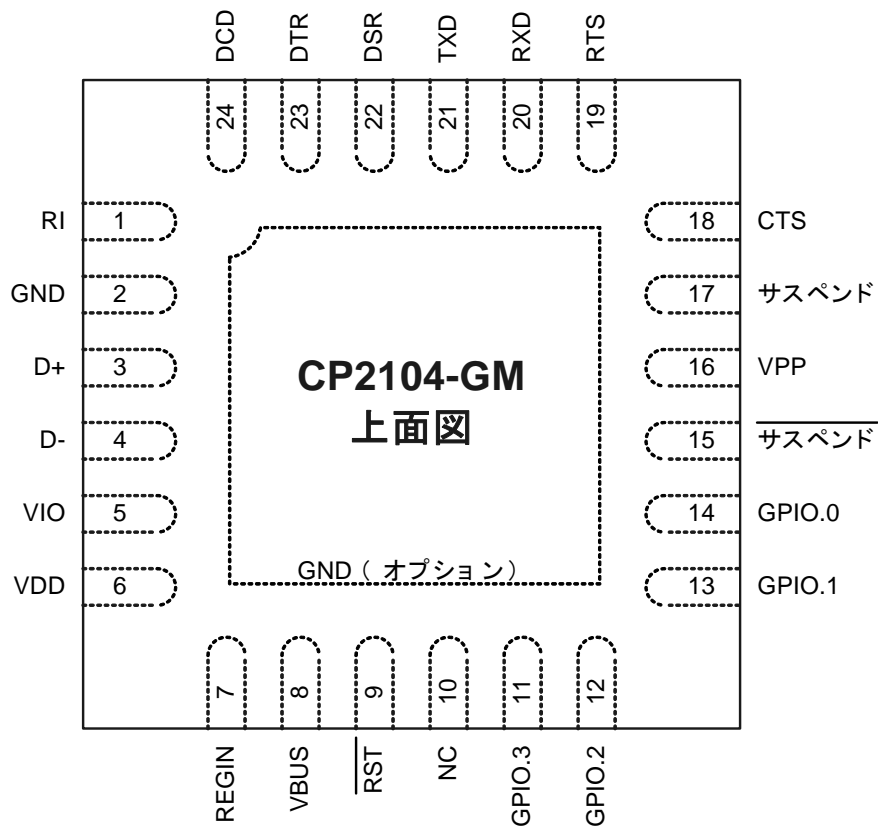 DCD
DTR
DSR
TXD
RXD
RTS
24
23
22
21
20
19
RI 1
GND 2
D+ 3
D- 4
VIO 5
VDD 6
18 CTS
17 サスペンド
16 VPP
15 サスペンド
14 GPIO.0
13 GPIO.1
CP2104-GM
上面図
GND ( オプション)
7
8
9
10
11
12
REGIN
VBUS
RST
NC
GPIO.3
GPIO.2